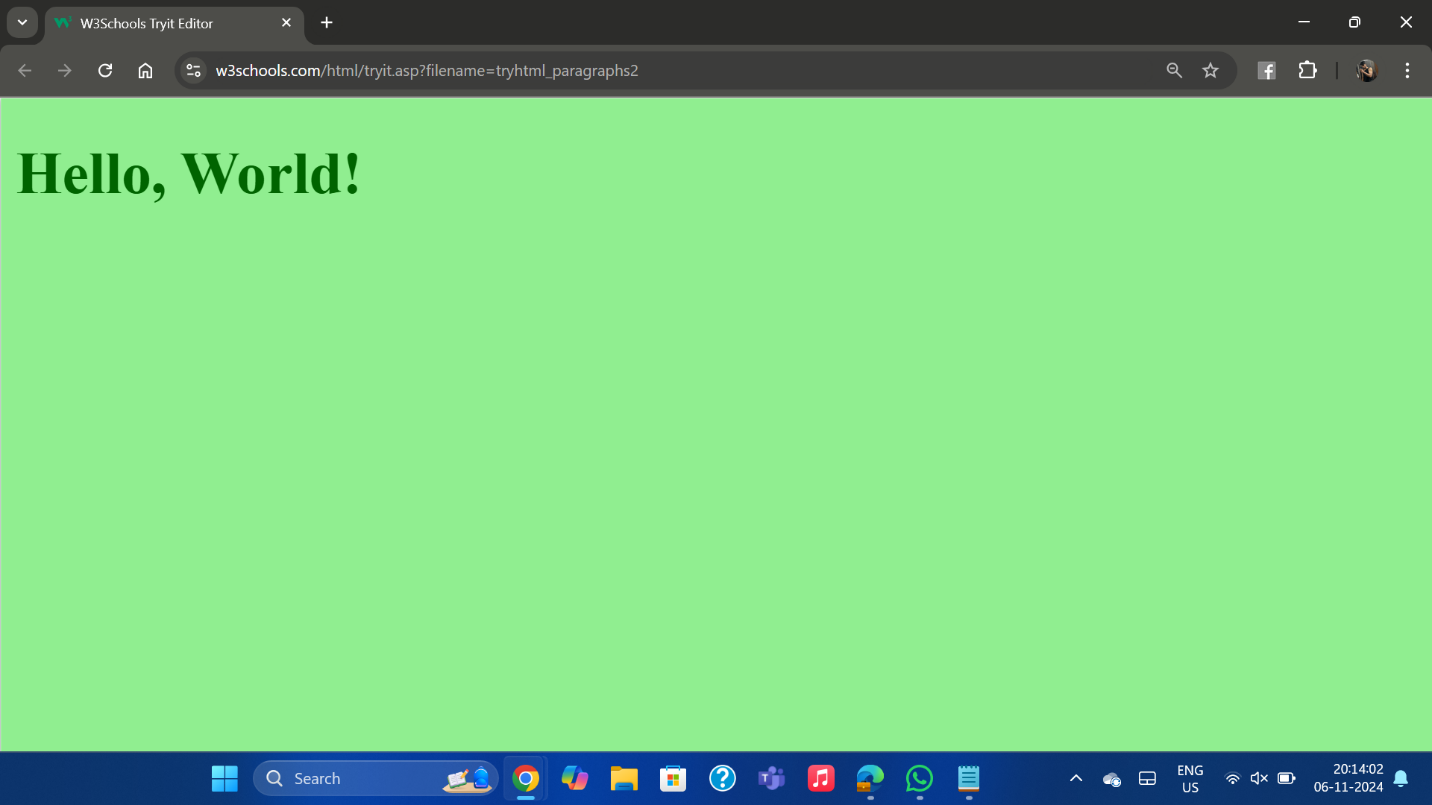 W3Schools Tryit Editor
w3schools.com/html/tryit.asp?filename=tryhtml_paragraphs2
Hello, World!
Search
ENG
US
20:14:02
06-11-2024